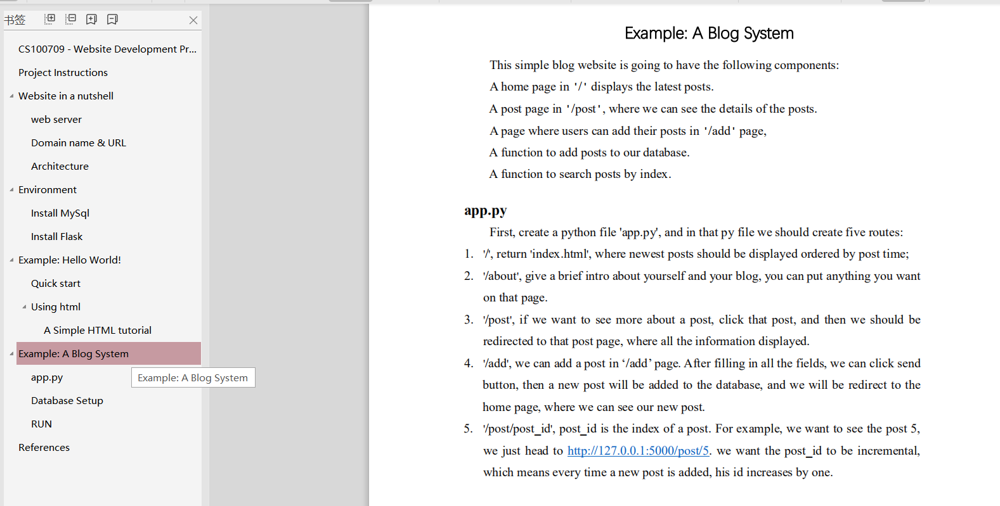 书签
CS100709 - Website Development Pr...
Project Instructions
Website in a nutshell
web server
Domain name & URL
Architecture
Environment
Install MySql
Install Flask
Example: Hello World!
Quick start
Using html
A Simple HTML tutorial
Example: A Blog System
app.py
Example: A Blog System
Database Setup
RUN
References
Example: A Blog System
This simple blog website is going to have the following components:
A home page in '/' displays the latest posts.
A post page in '/post', where we can see the details of the posts.
A page where users can add their posts in '/add' page,
A function to add posts to our database.
A function to search posts by index.
app.py
First, create a python file 'app.py', and in that py file we should create five routes:
1. '/', return 'index.html', where newest posts should be displayed ordered by post time;
2. '/about', give a brief intro about yourself and your blog, you can put anything you want
on that page.
3. '/post', if we want to see more about a post, click that post, and then we should be
redirected to that post page, where all the information displayed.
4. '/add', we can add a post in ‘/add’ page. After filling in all the fields, we can click send
button, then a new post will be added to the database, and we will be redirect to the
home page, where we can see our new post.
5. '/post/post_id', post_id is the index of a post. For example, we want to see the post 5,
we just head to http://127.0.0.1:5000/post/5. we want the post_id to be incremental,
which means every time a new post is added, his id increases by one.